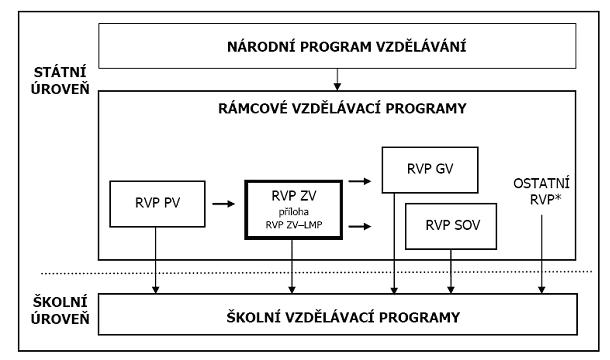 NÁRODNÍ PROGRAM VZDĚLÁVÁNÍ
STÁTNÍ
ÚROVEŇ
RÁMCOVÉ VZDĚLÁVACÍ PROGRAMY
RVP PV
RVP ZV
příloha
RVP ZV–LMP
RVP GV
RVP SOV
OSTATNÍ
RVP*
ŠKOLNÍ
ÚROVEŇ
ŠKOLNÍ VZDĚLÁVACÍ PROGRAMY